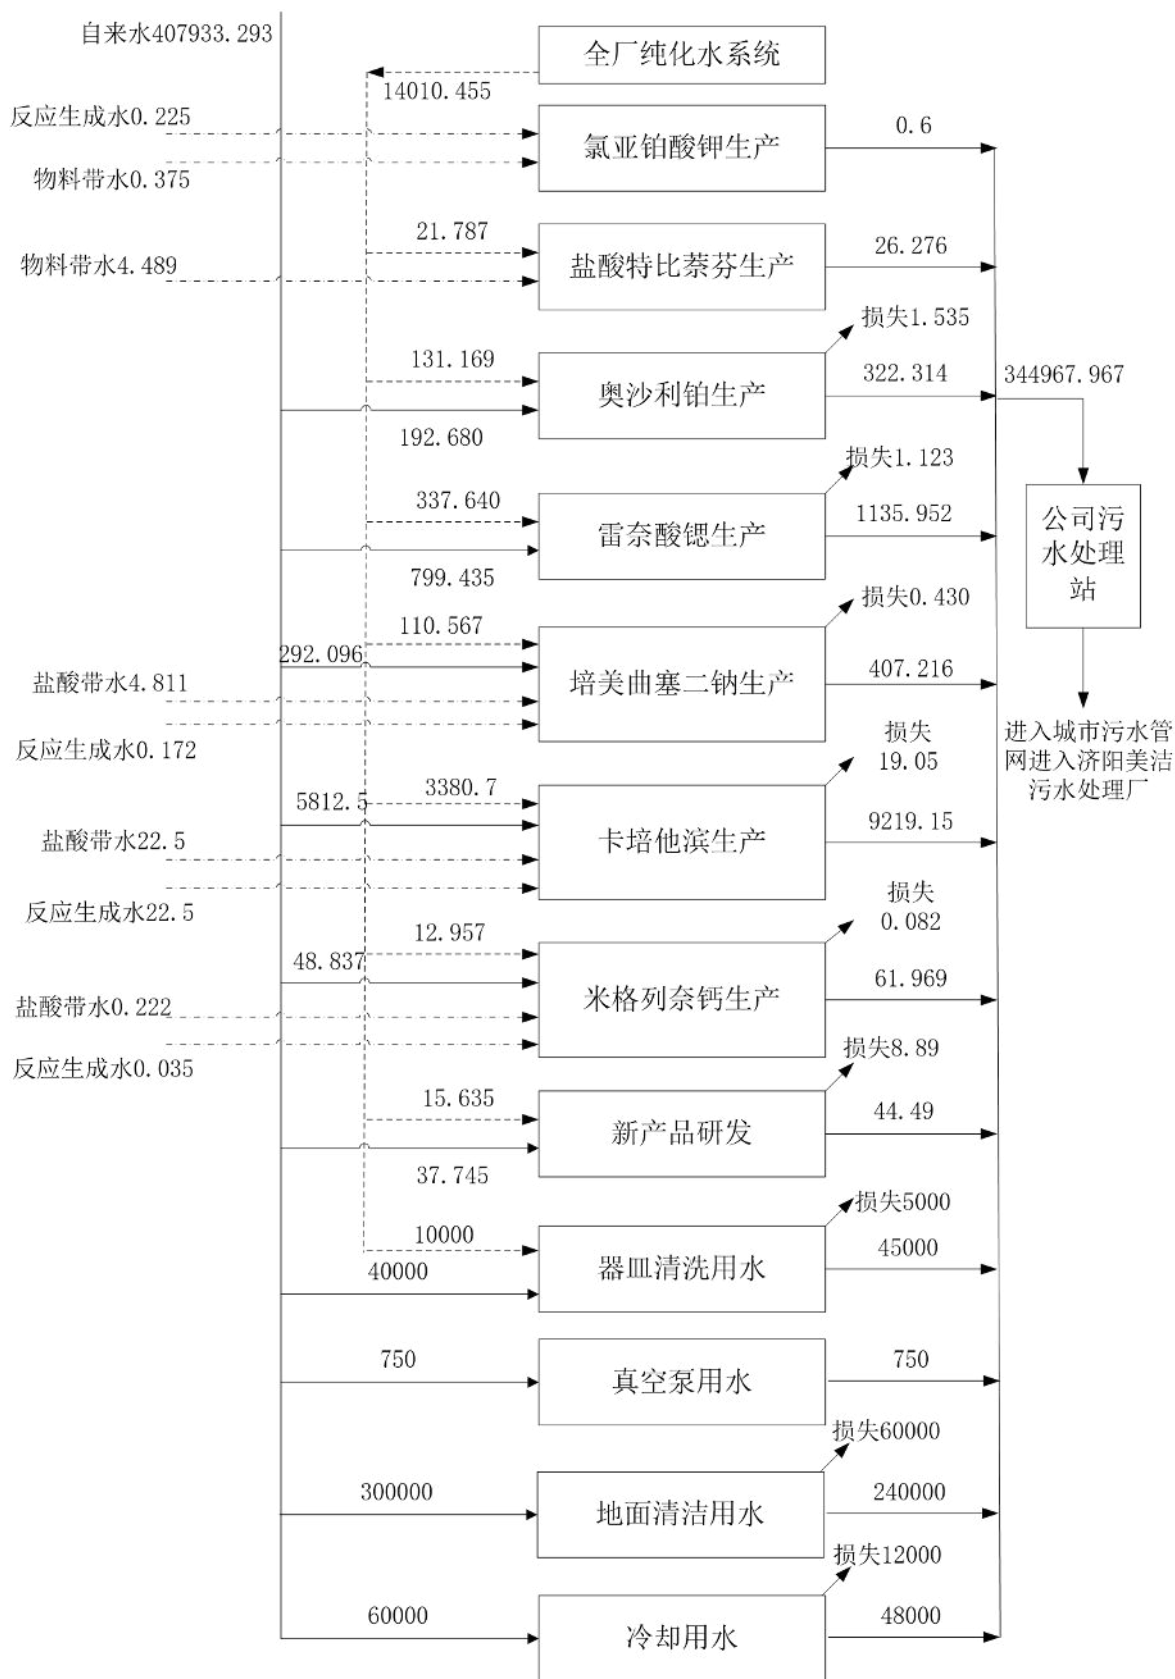 自来水407933.293
全厂纯化水系统
14010.455
反应生成水0.225
物料带水0.375
氯亚铂酸钾生产
0.6
物料带水4.489
21.787
盐酸特比萘芬生产
26.276
损失1.535
131.169
奥沙利铂生产
322.314
344967.967
192.680
损失1.123
337.640
雷奈酸锶生产
1135.952
799.435
公司污
水处理
站
损失0.430
110.567
292.096
盐酸带水4.811
培美曲塞二钠生产
407.216
反应生成水0.172
进入城市污水管
网进入济阳美洁
污水处理厂
损失
19.05
3380.7
5812.5
盐酸带水22.5
卡培他滨生产
9219.15
反应生成水22.5
损失
0.082
12.957
48.837
盐酸带水0.222
米格列奈钙生产
61.969
反应生成水0.035
损失8.89
15.635
新产品研发
44.49
37.745
损失5000
10000
40000
器皿清洗用水
45000
750
真空泵用水
750
损失60000
300000
地面清洁用水
240000
损失12000
60000
冷却用水
48000